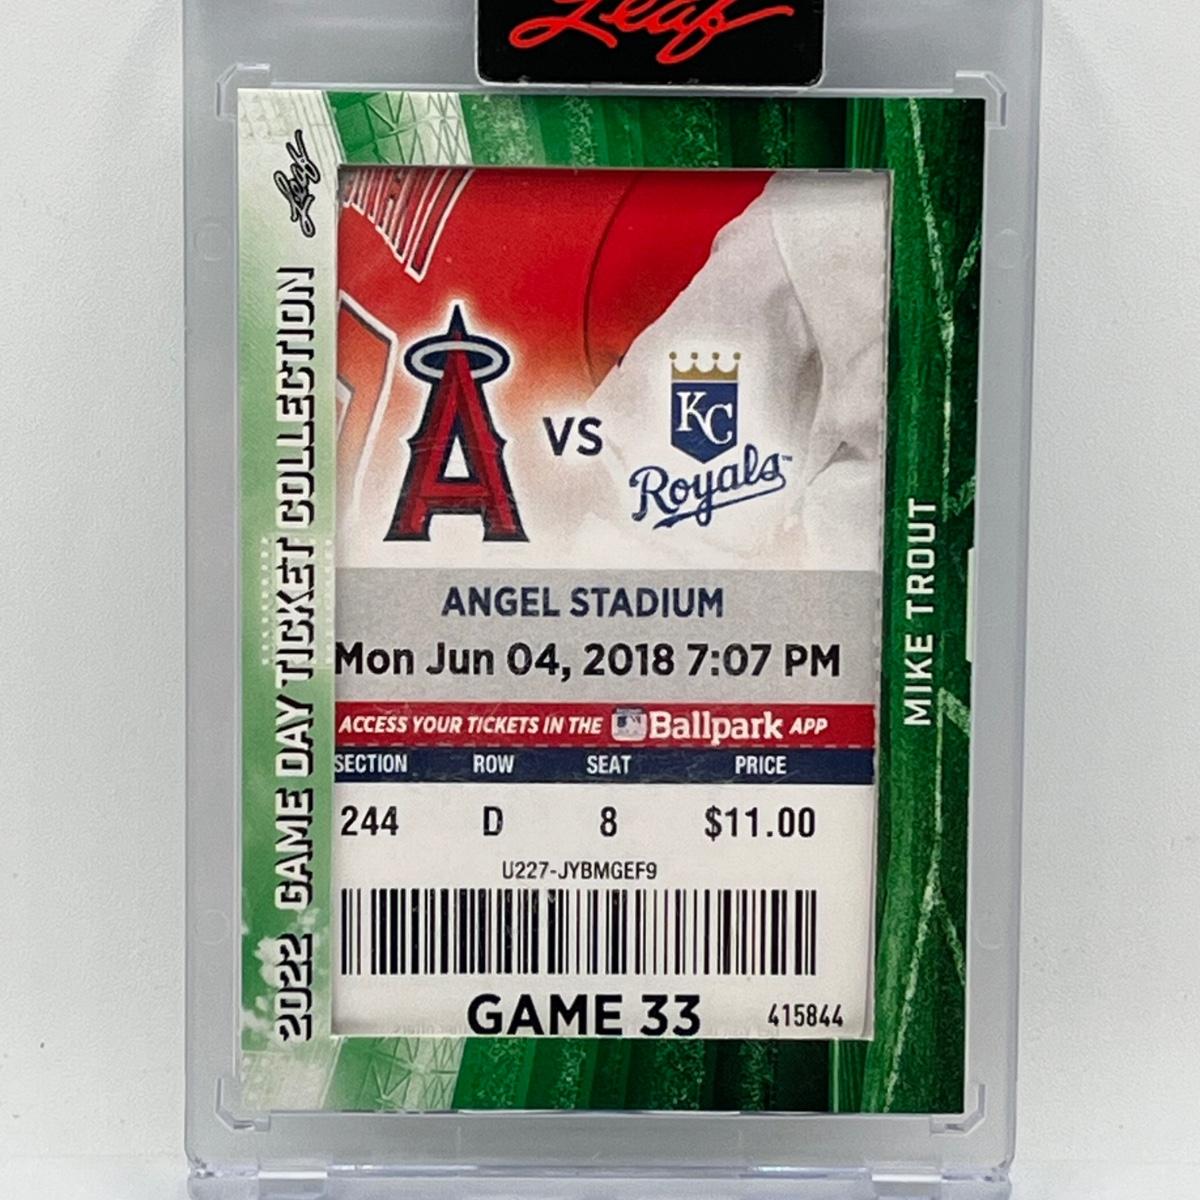 Leaf
Leaf
2022 GAME DAY TICKET COLLECTION
A
VS
KC
Royals™
ANGEL STADIUM
Mon Jun 04, 2018 7:07 PM
ACCESS YOUR TICKETS IN THE Ballpark APP
SECTION ROW SEAT PRICE
244 D 8 $11.00
U227-JYBMGEF9
GAME 33 415844
MIKE TROUT